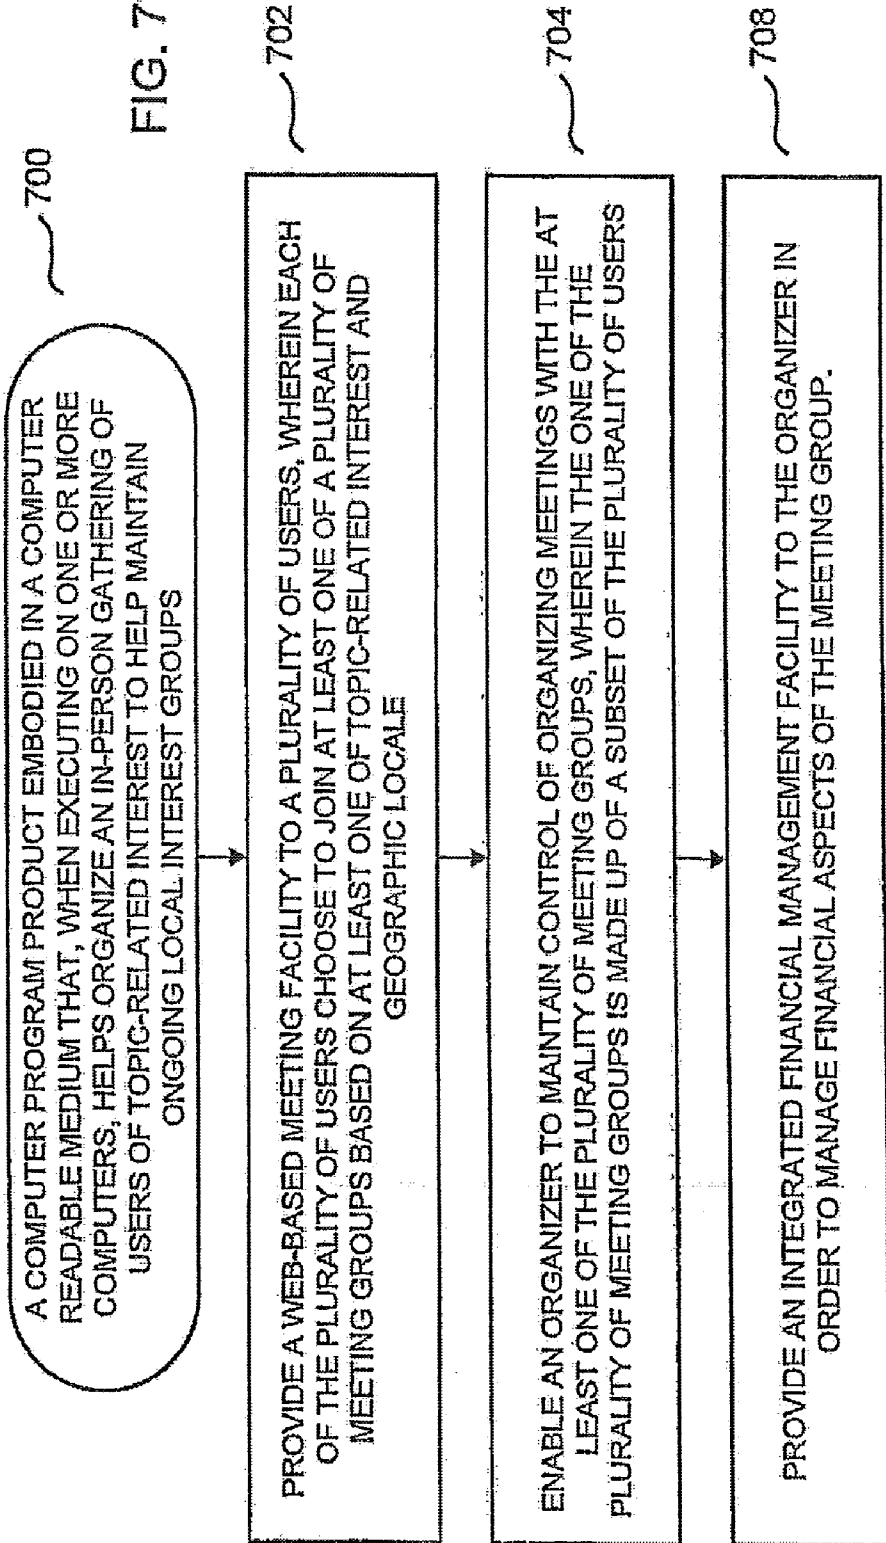 A COMPUTER PROGRAM PRODUCT EMBODIED IN A COMPUTER
READABLE MEDIUM THAT, WHEN EXECUTING ON ONE OR MORE
COMPUTERS, HELPS ORGANIZE AN IN-PERSON GATHERING OF
USERS OF TOPIC-RELATED INTEREST TO HELP MAINTAIN
ONGOING LOCAL INTEREST GROUPS
700
FIG. 7
PROVIDE A WEB-BASED MEETING FACILITY TO A PLURALITY OF USERS, WHEREIN EACH
OF THE PLURALITY OF USERS CHOOSE TO JOIN AT LEAST ONE OF A PLURALITY OF
MEETING GROUPS BASED ON AT LEAST ONE OF TOPIC-RELATED INTEREST AND
GEOGRAPHIC LOCALE
702
ENABLE AN ORGANIZER TO MAINTAIN CONTROL OF ORGANIZING MEETINGS WITH THE AT
LEAST ONE OF THE PLURALITY OF MEETING GROUPS, WHEREIN THE ONE OF THE
PLURALITY OF MEETING GROUPS IS MADE UP OF A SUBSET OF THE PLURALITY OF USERS
704
PROVIDE AN INTEGRATED FINANCIAL MANAGEMENT FACILITY TO THE ORGANIZER IN
ORDER TO MANAGE FINANCIAL ASPECTS OF THE MEETING GROUP.
708